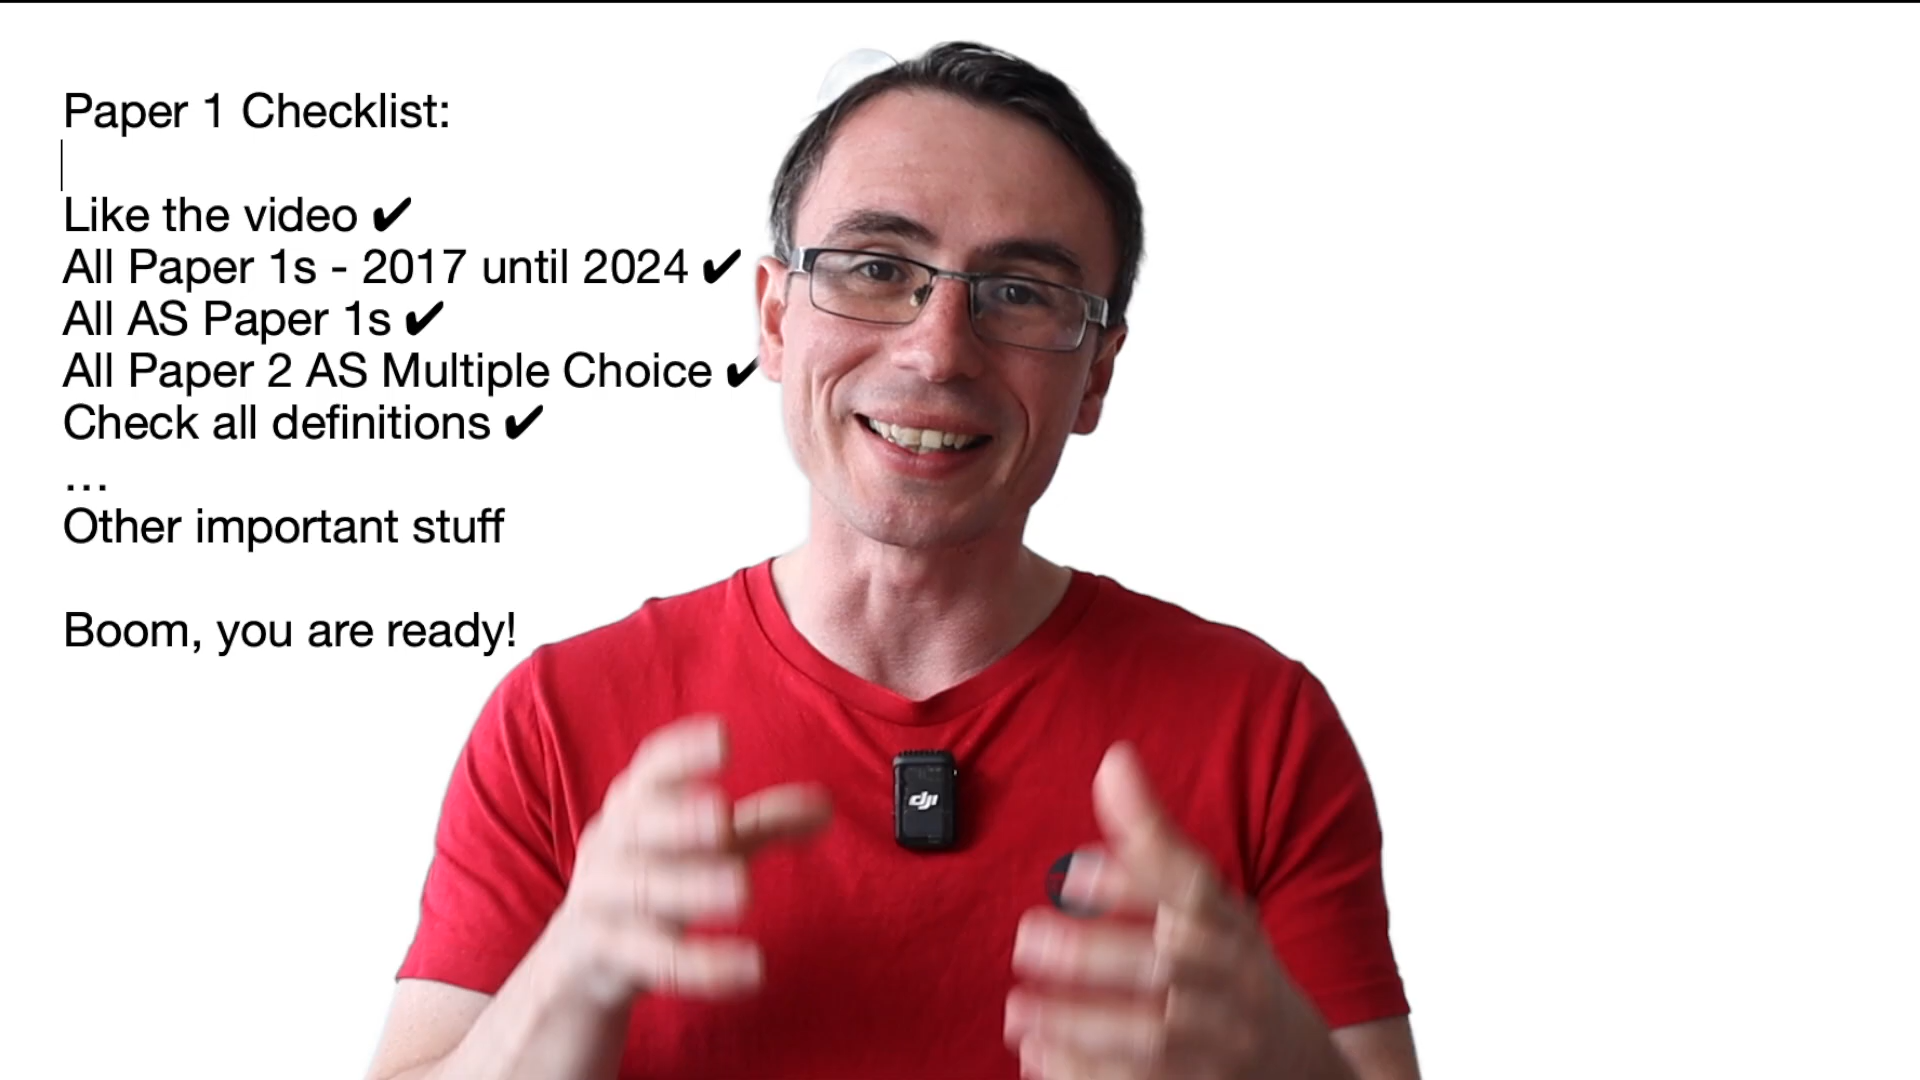 Paper 1 Checklist:
Like the video ✔
All Paper 1s - 2017 until 2024 ✔
All AS Paper 1s ✔
All Paper 2 AS Multiple Choice ✔
Check all definitions ✔
...
Other important stuff
Boom, you are ready!
dji